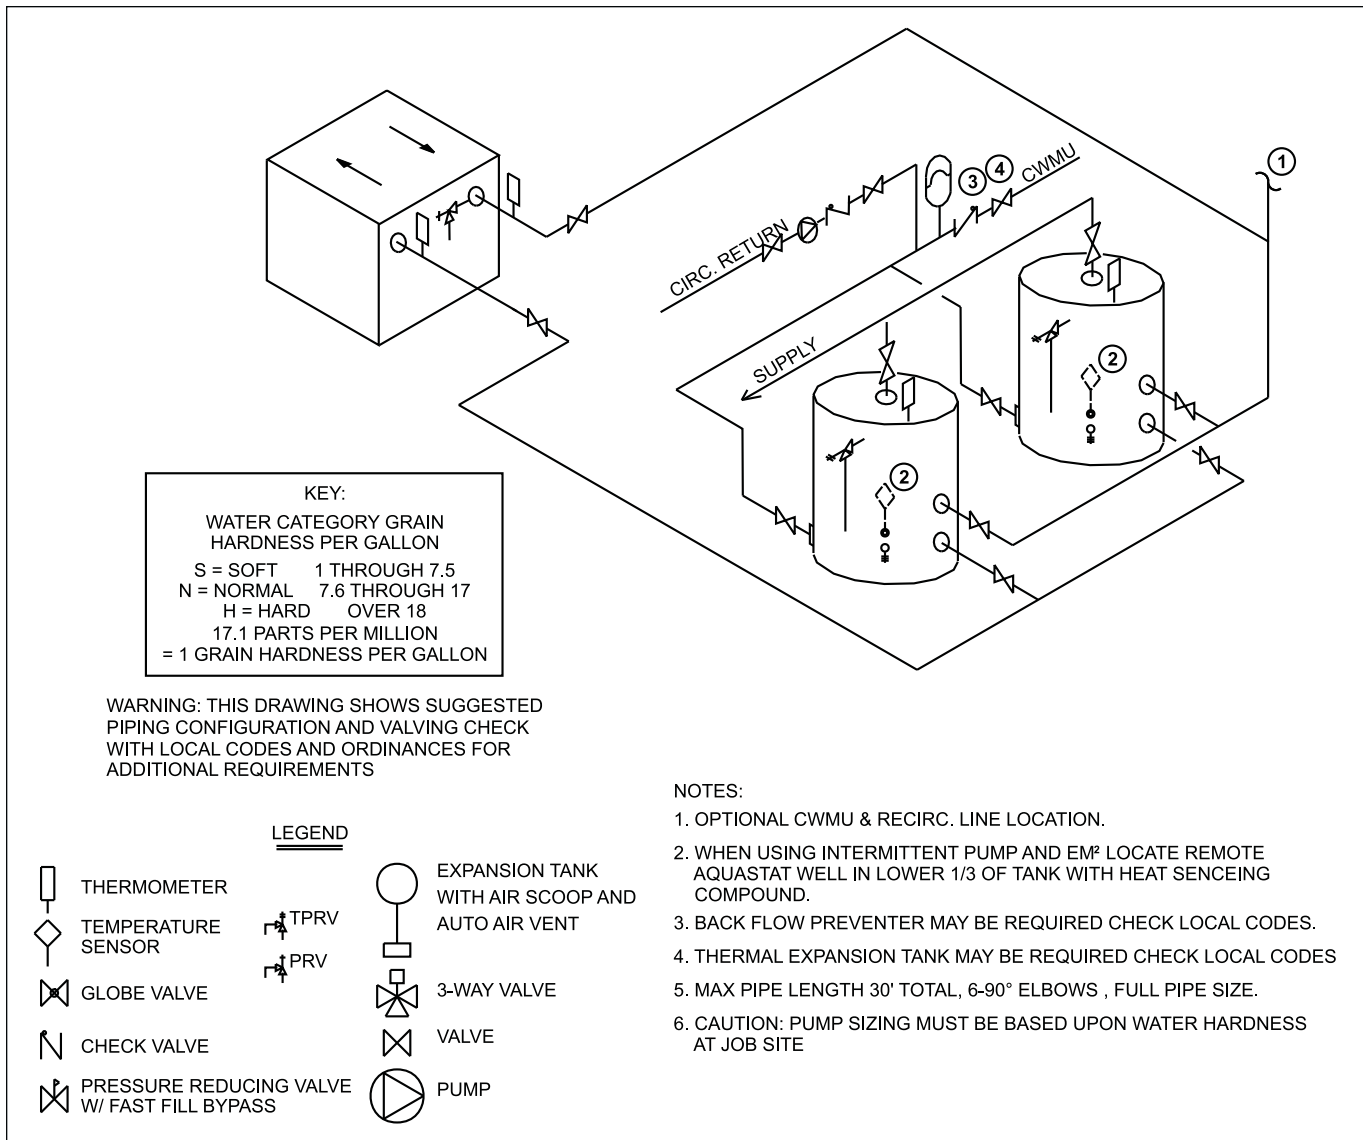 1
3
4
CWMU
CIRC. RETURN
SUPPLY
2
2
KEY:
WATER CATEGORY GRAIN
HARDNESS PER GALLON
S = SOFT 1 THROUGH 7.5
N = NORMAL 7.6 THROUGH 17
H = HARD OVER 18
17.1 PARTS PER MILLION
= 1 GRAIN HARDNESS PER GALLON
WARNING: THIS DRAWING SHOWS SUGGESTED
PIPING CONFIGURATION AND VALVING CHECK
WITH LOCAL CODES AND ORDINANCES FOR
ADDITIONAL REQUIREMENTS
LEGEND
THERMOMETER
TEMPERATURE
SENSOR
GLOBE VALVE
CHECK VALVE
PRESSURE REDUCING VALVE
W/ FAST FILL BYPASS
TPRV
PRV
EXPANSION TANK
WITH AIR SCOOP AND
AUTO AIR VENT
3-WAY VALVE
VALVE
PUMP
NOTES:
1. OPTIONAL CWMU & RECIRC. LINE LOCATION.
2. WHEN USING INTERMITTENT PUMP AND EM² LOCATE REMOTE
AQUASTAT WELL IN LOWER 1/3 OF TANK WITH HEAT SENCEING
COMPOUND.
3. BACK FLOW PREVENTER MAY BE REQUIRED CHECK LOCAL CODES.
4. THERMAL EXPANSION TANK MAY BE REQUIRED CHECK LOCAL CODES
5. MAX PIPE LENGTH 30' TOTAL, 6-90° ELBOWS , FULL PIPE SIZE.
6. CAUTION: PUMP SIZING MUST BE BASED UPON WATER HARDNESS
AT JOB SITE